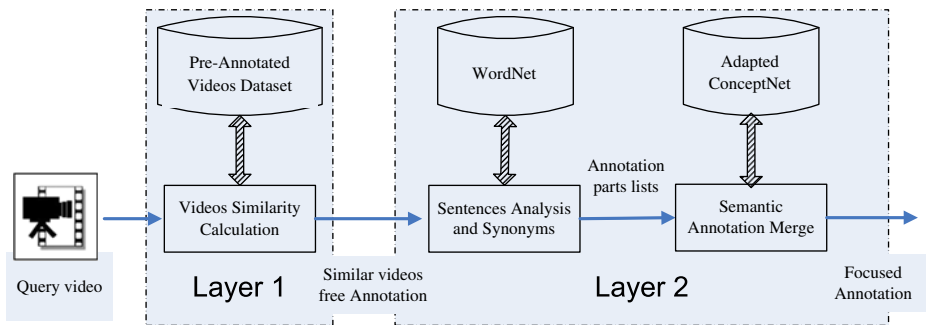 Pre-Annotated
Videos Dataset
WordNet
Adapted
ConceptNet
Annotation
parts lists
Videos Similarity
Calculation
Sentences Analysis
and Synonyms
Semantic
Annotation Merge
Query video
Layer 1
Similar videos
free Annotation
Layer 2
Focused
Annotation